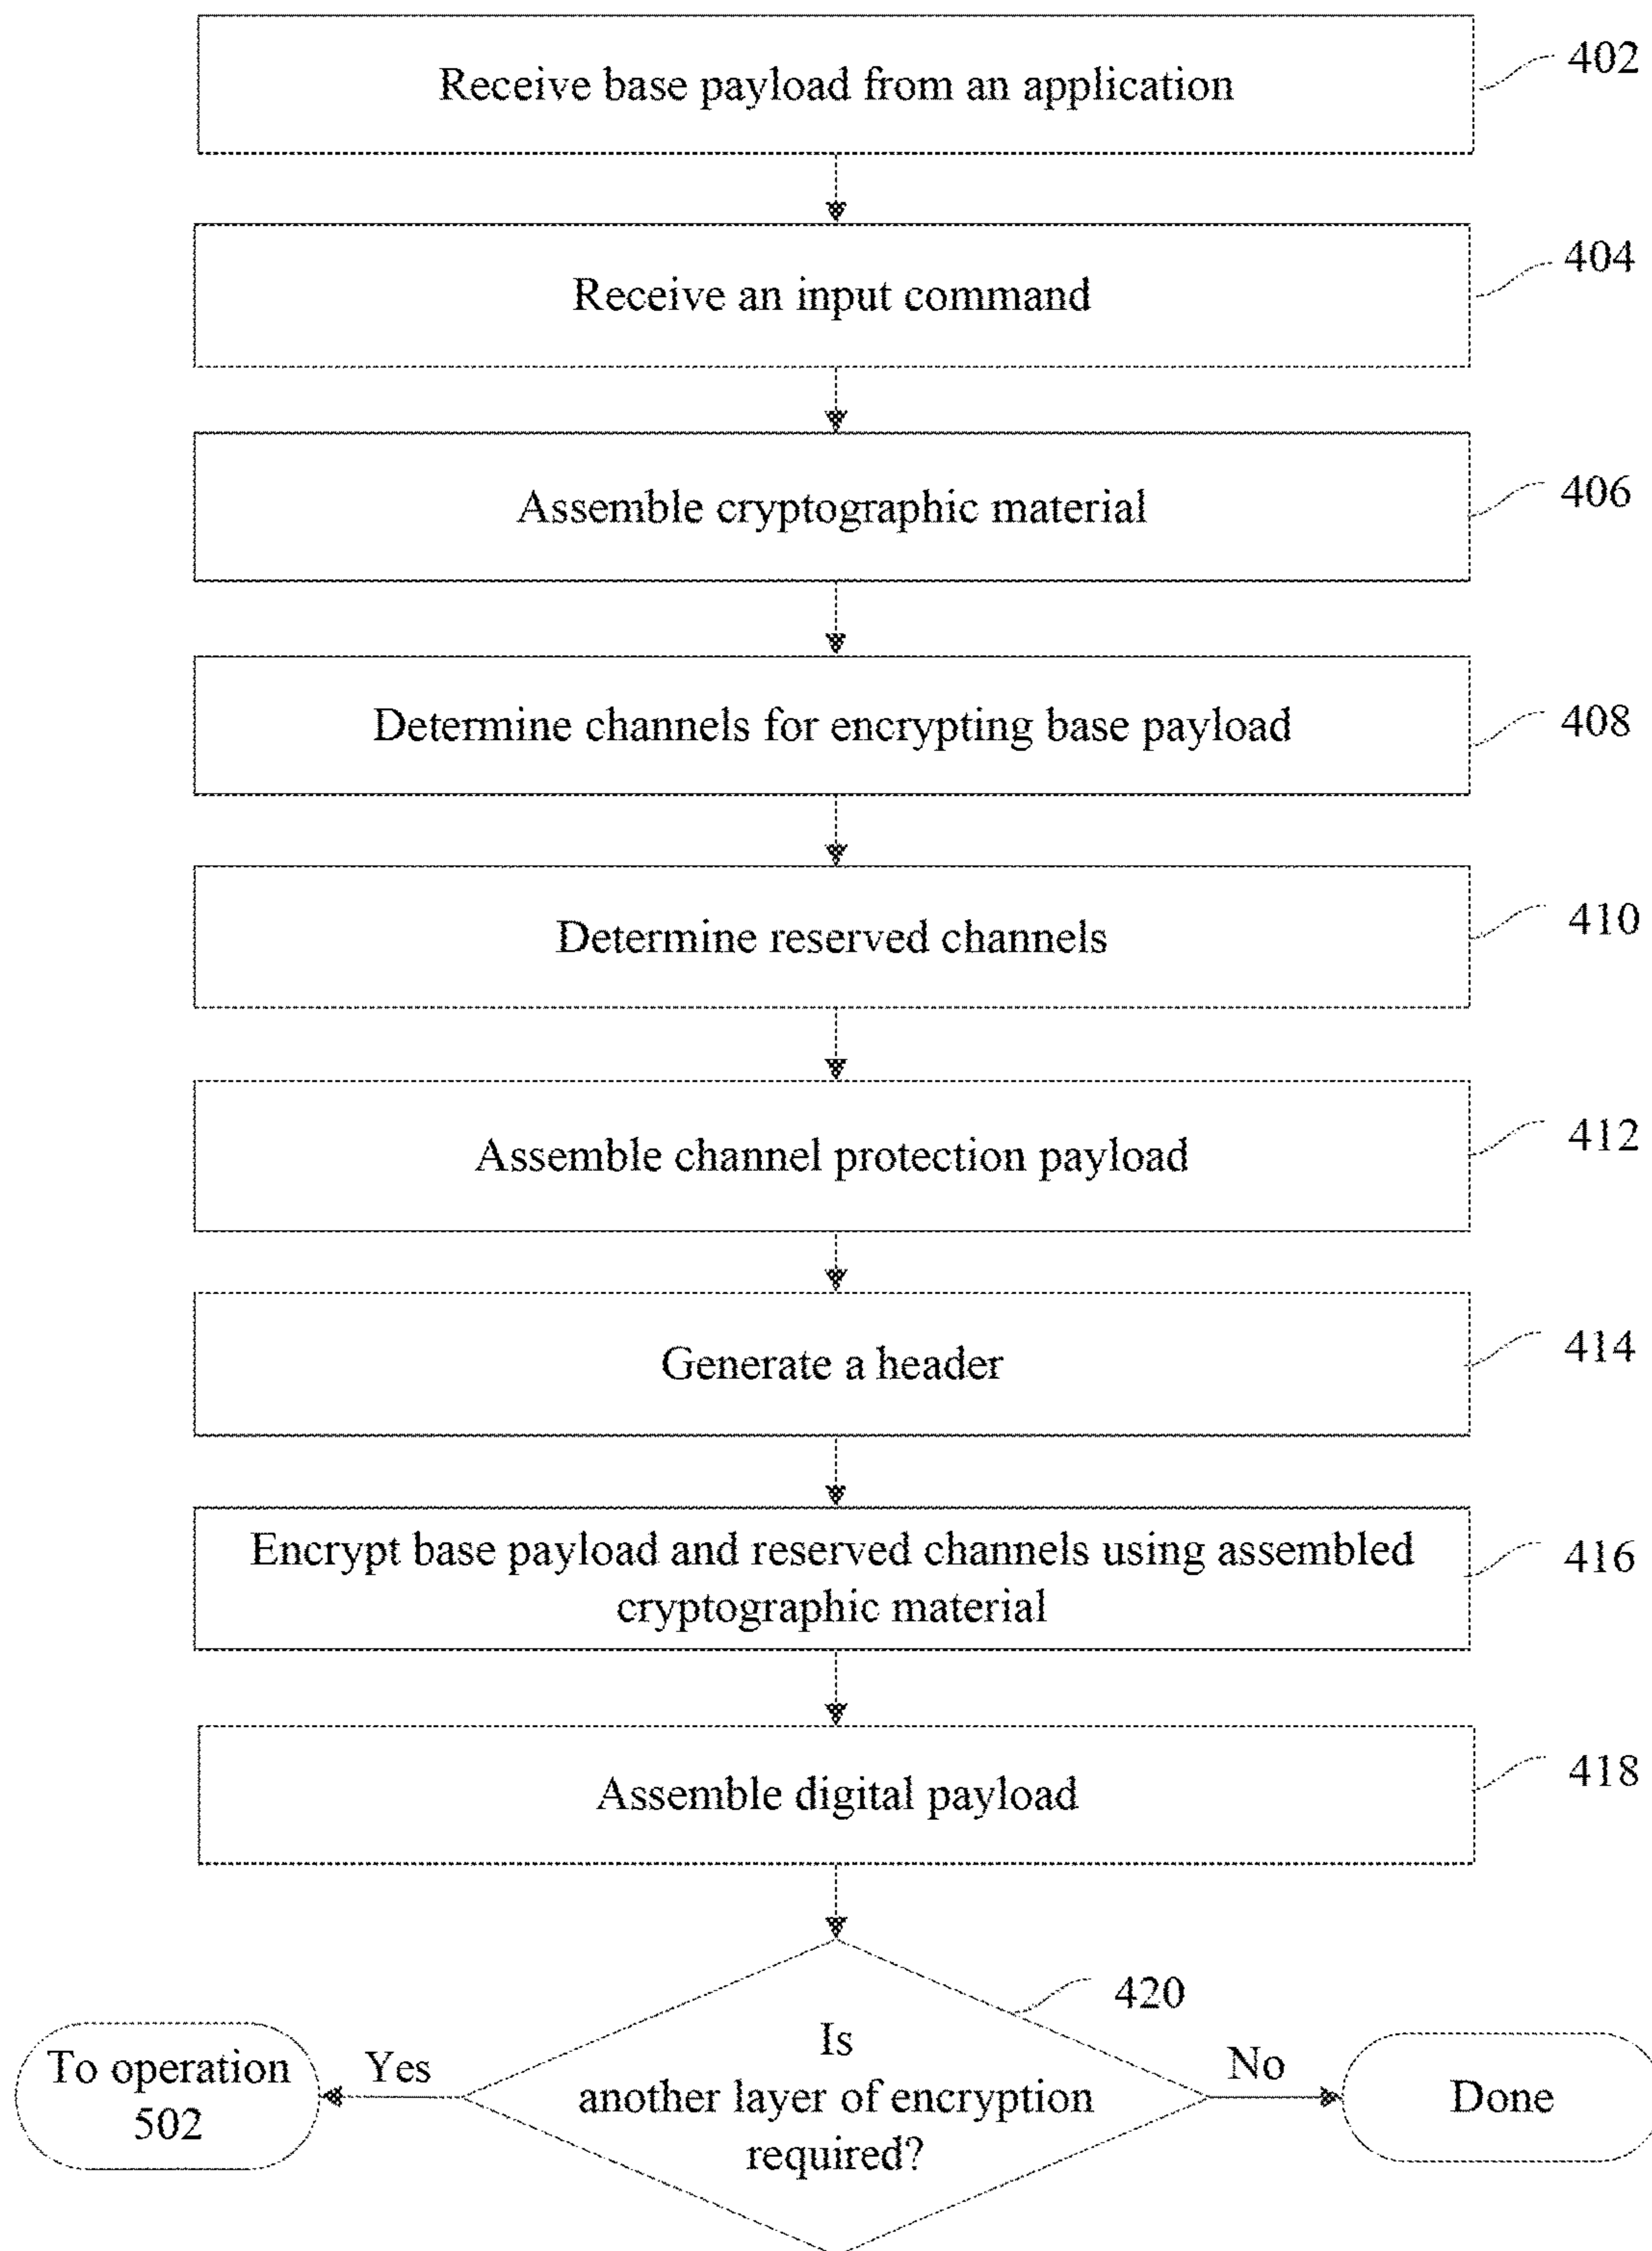 Receive base payload from an application
402
Receive an input command
404
Assemble cryptographic material
406
Determine channels for encrypting base payload
408
Determine reserved channels
410
Assemble channel protection payload
412
Generate a header
414
Encrypt base payload and reserved channels using assembled
cryptographic material
416
Assemble digital payload
418
420
Is
another layer of encryption
required?
Yes
To operation
502
No
Done